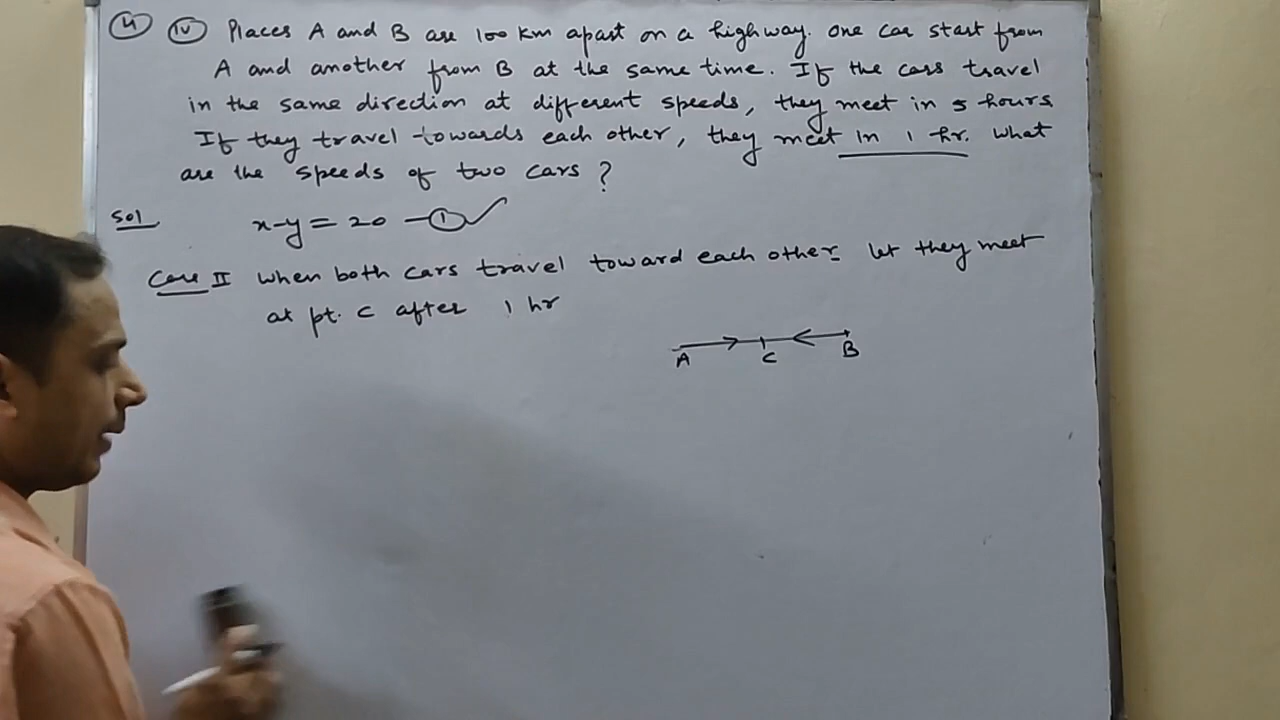 4 iv Places A and B are 100 km apart on a highway. One car start from
A and another from B at the same time. If the cars travel
in the same direction at different speeds, they meet in 5 hours
If they travel towards each other, they meet in 1 hr. What
are the speeds of two cars ?
Sol x-y = 20 — 1
Case II When both cars travel toward each other. let they meet
at pt. C after 1 hr
A C B